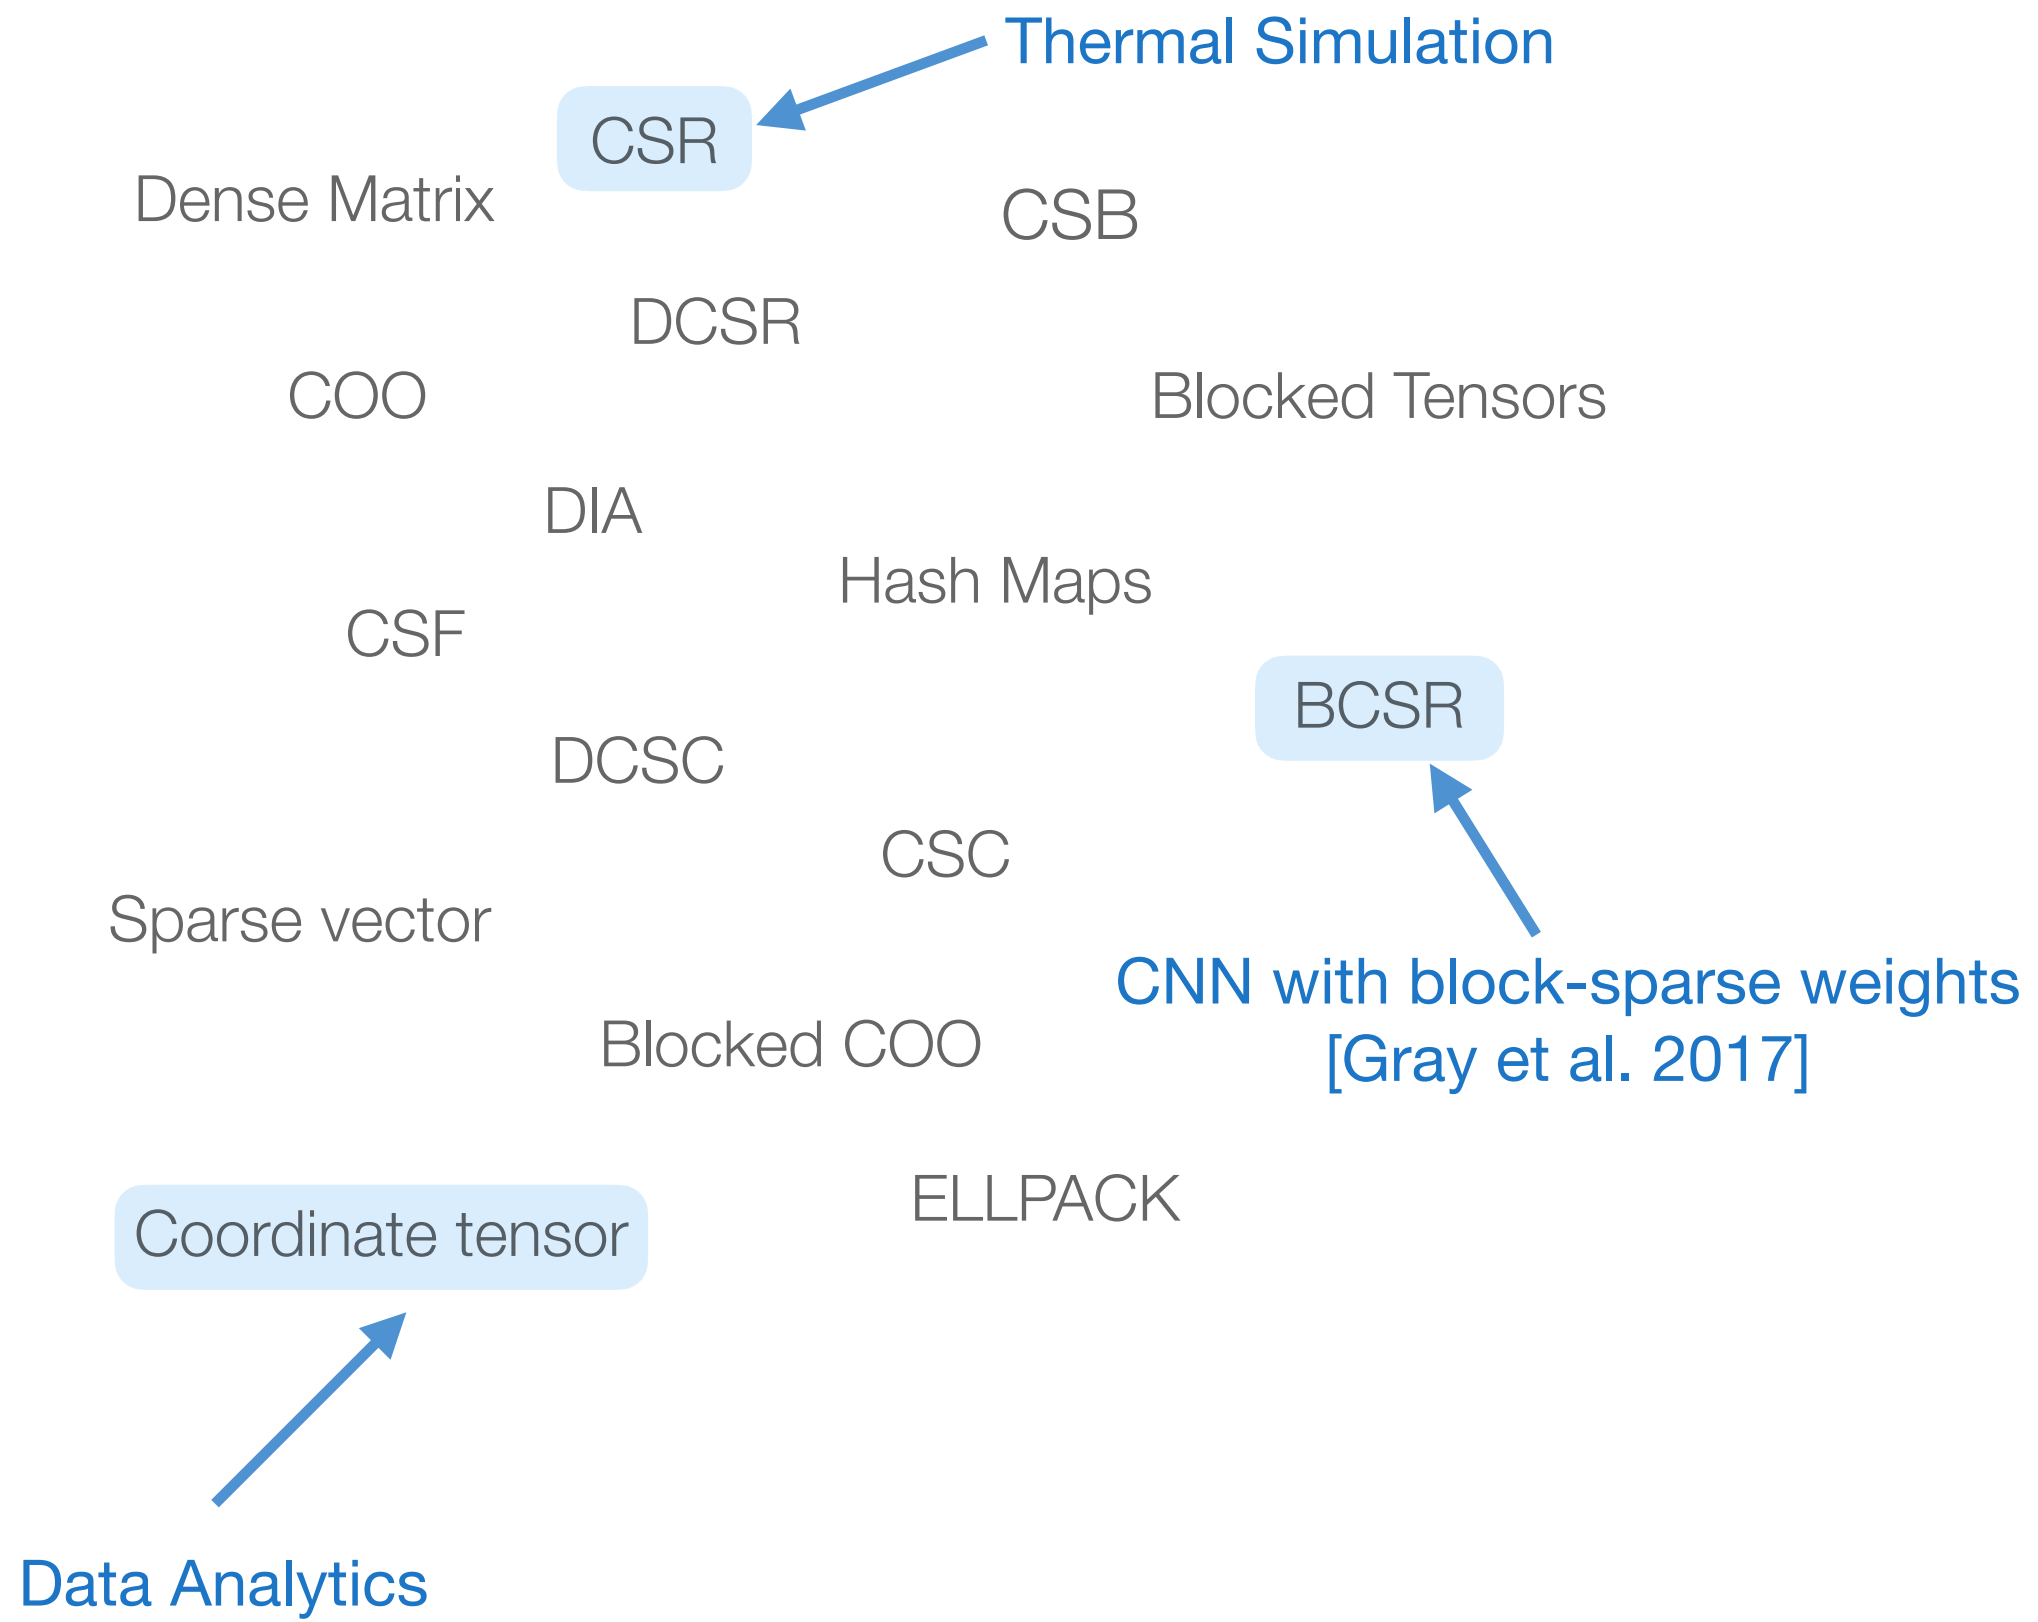 Thermal Simulation
CSR
Dense Matrix
CSB
DCSR
COO
Blocked Tensors
DIA
Hash Maps
CSF
BCSR
DCSC
CSC
Sparse vector
CNN with block-sparse weights
[Gray et al. 2017]
Blocked COO
ELLPACK
Coordinate tensor
Data Analytics